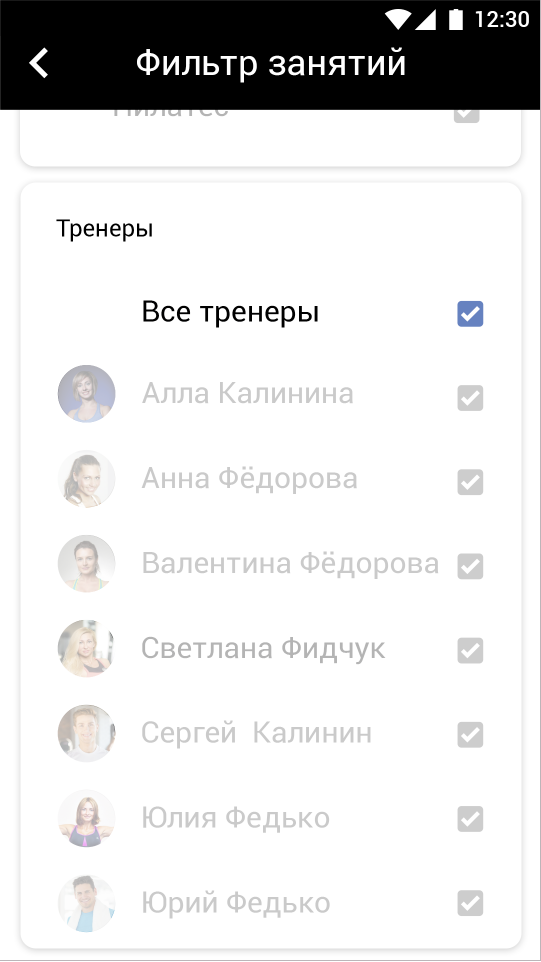 12:30
Фильтр занятий
Пилатес
Тренеры
Все тренеры
Алла Калинина
Анна Фёдорова
Валентина Фёдорова
Светлана Фидчук
Сергей Калинин
Юлия Федько
Юрий Федько